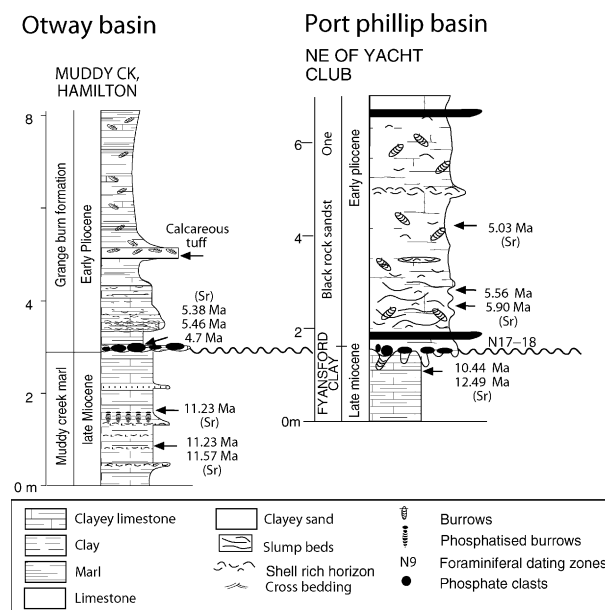 Otway basin
Port phillip basin
MUDDY CK,
HAMILTON
NE OF YACHT
CLUB
8
4
2
0 m
Grange burn formation
Early Pliocene
Muddy creek marl
late Miocene
Calcareous
tuff
(Sr)
5.38 Ma
5.46 Ma
4.7 Ma
11.23 Ma
(Sr)
11.23 Ma
11.57 Ma
(Sr)
6
4
2
0m
Black rock sandst
One
Early pliocene
FYANSFORD
CLAY
Late miocene
5.03 Ma
(Sr)
5.56 Ma
5.90 Ma
(Sr)
N17–18
10.44 Ma
12.49 Ma
(Sr)
Clayey limestone
Clay
Marl
Limestone
Clayey sand
Slump beds
Shell rich horizon
Cross bedding
Burrows
Phosphatised burrows
N9 Foraminiferal dating zones
Phosphate clasts